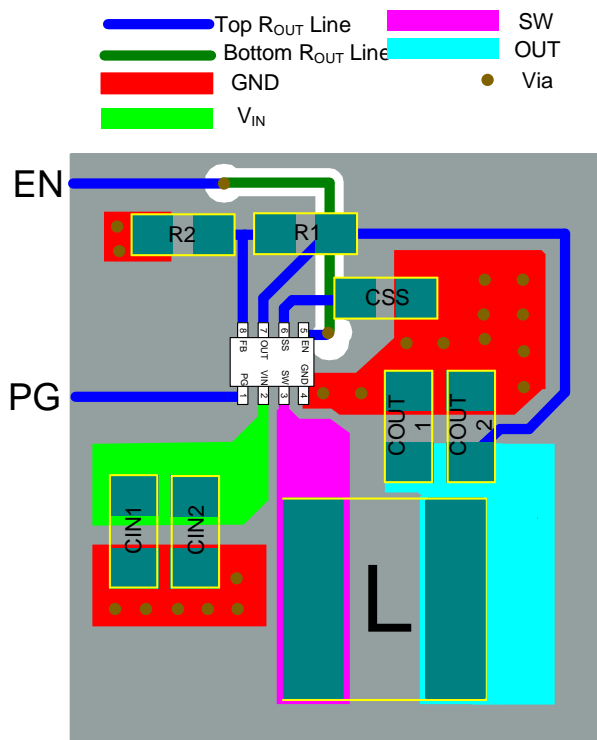 Top ROUT Line
SW
Bottom ROUT Line
OUT
GND
Via
VIN
EN
R2
R1
CSS
8 7 6 5
FB OUT SS EN
PG VIN SW GND
1 2 3 4
PG
COUT
1
COUT
2
CIN1
CIN2
L